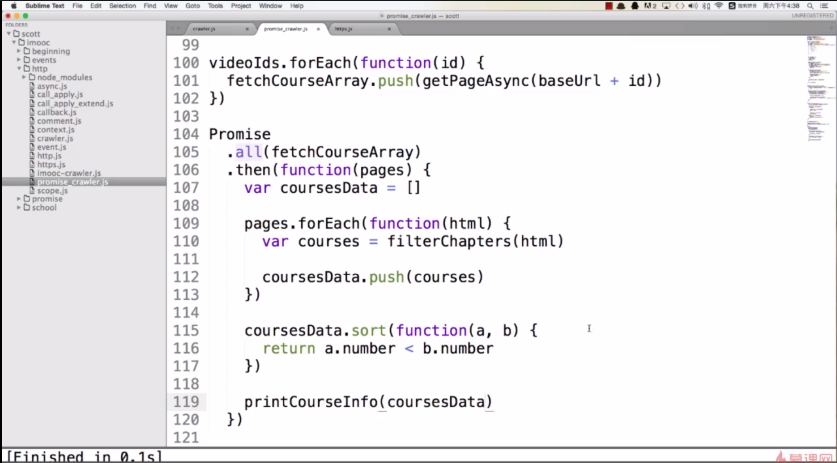 Sublime Text File Edit Selection Find View Goto Tools Project Window Help
周六下午4:38
promise_crawler.js — scott
UNREGISTERED
FOLDERS
scott
imooc
beginning
events
http
node_modules
async.js
call_apply.js
call_apply_extend.js
callback.js
comment.js
context.js
crawler.js
event.js
http.js
https.js
imooc-crawler.js
promise_crawler.js
scope.js
promise
school
crawler.js promise_crawler.js https.js
99
100 videoIds.forEach(function(id) {
101 fetchCourseArray.push(getPageAsync(baseUrl + id))
102 })
103
104 Promise
105 .all(fetchCourseArray)
106 .then(function(pages) {
107 var coursesData = []
108
109 pages.forEach(function(html) {
110 var courses = filterChapters(html)
111
112 coursesData.push(courses)
113 })
114
115 coursesData.sort(function(a, b) {
116 return a.number < b.number
117 })
118
119 printCourseInfo(coursesData)
120 })
121
[Finished in 0.1s]
慕课网